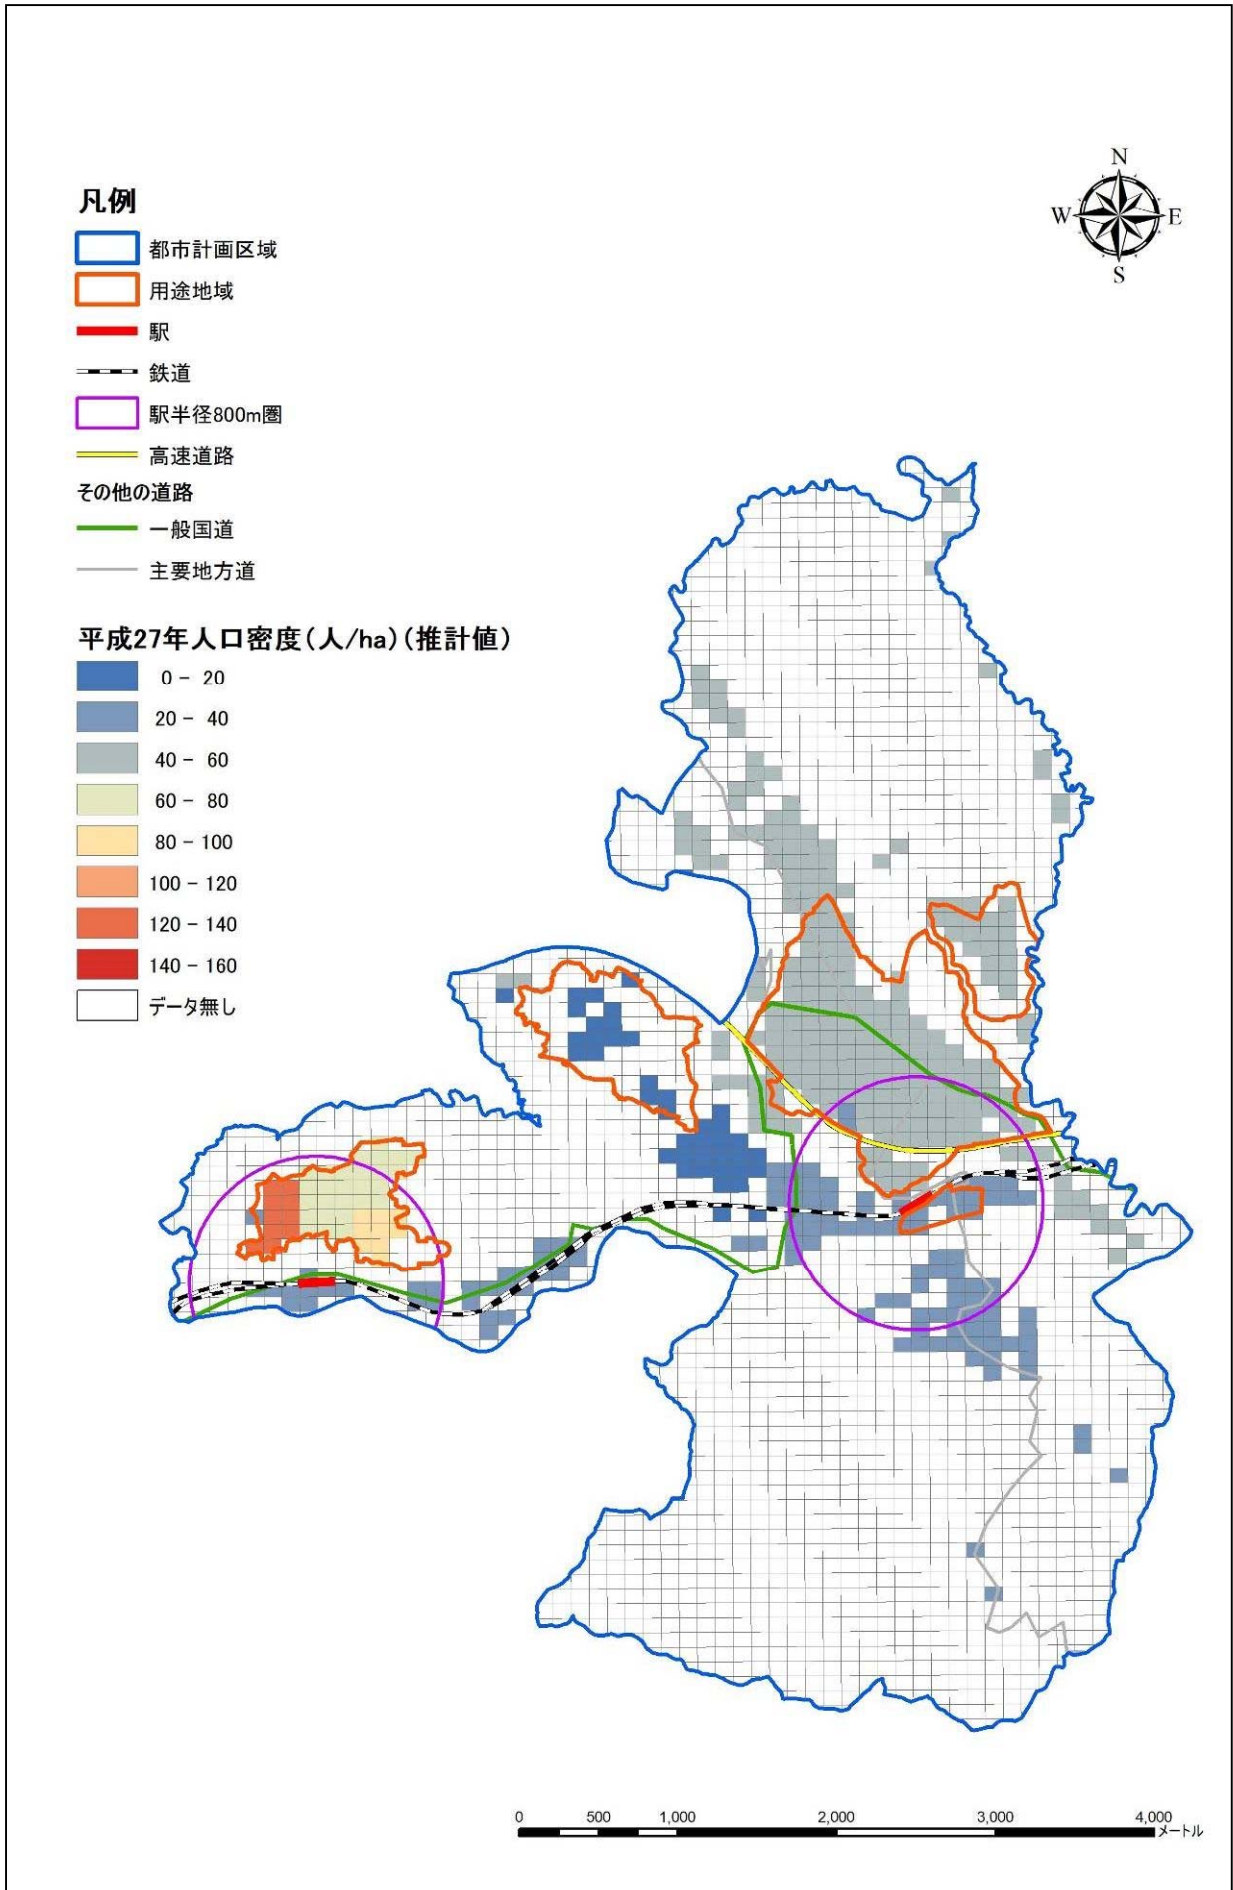 N
W
E
S
凡例
都市計画区域
用途地域
駅
鉄道
駅半径800m圏
高速道路
その他の道路
一般国道
主要地方道
平成27年人口密度(人/ha)(推計値)
0 - 20
20 - 40
40 - 60
60 - 80
80 - 100
100 - 120
120 - 140
140 - 160
データ無し
0 500 1,000 2,000 3,000 4,000
メートル